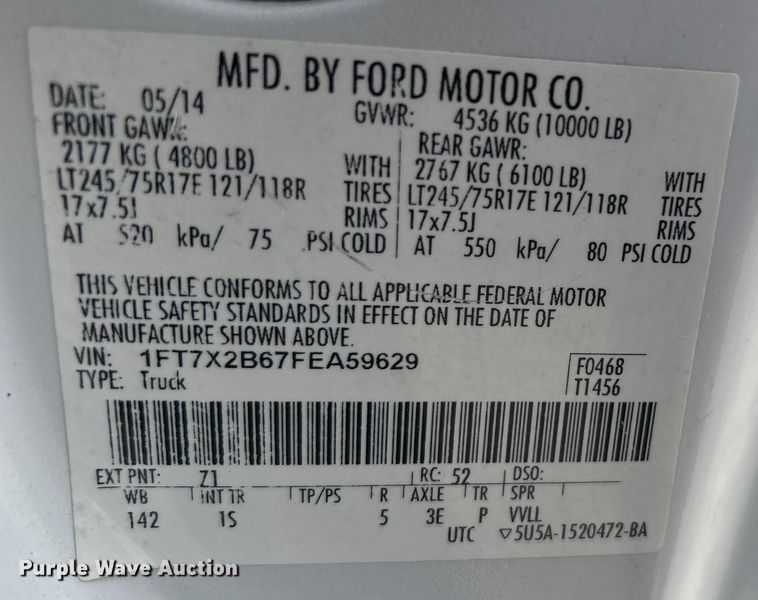 MFD. BY FORD MOTOR CO.
DATE: 05/14 GVWR: 4536 KG (10000 LB)
FRONT GAWR: REAR GAWR:
2177 KG ( 4800 LB) WITH 2767 KG ( 6100 LB) WITH
LT245/75R17E 121/118R TIRES LT245/75R17E 121/118R TIRES
17x7.5J RIMS 17x7.5J RIMS
AT 520 kPa/ 75 PSI COLD AT 550 kPa/ 80 PSI COLD
THIS VEHICLE CONFORMS TO ALL APPLICABLE FEDERAL MOTOR
VEHICLE SAFETY STANDARDS IN EFFECT ON THE DATE OF
MANUFACTURE SHOWN ABOVE.
VIN: 1FT7X2B67FEA59629 F0468
TYPE: Truck T1456
EXT PNT: Z1 RC: 52 DSO:
WB INT TR TP/PS R AXLE TR SPR
142 1S 5 3E P VVLL
UTC ▽5U5A-1520472-BA
Purple Wave Auction